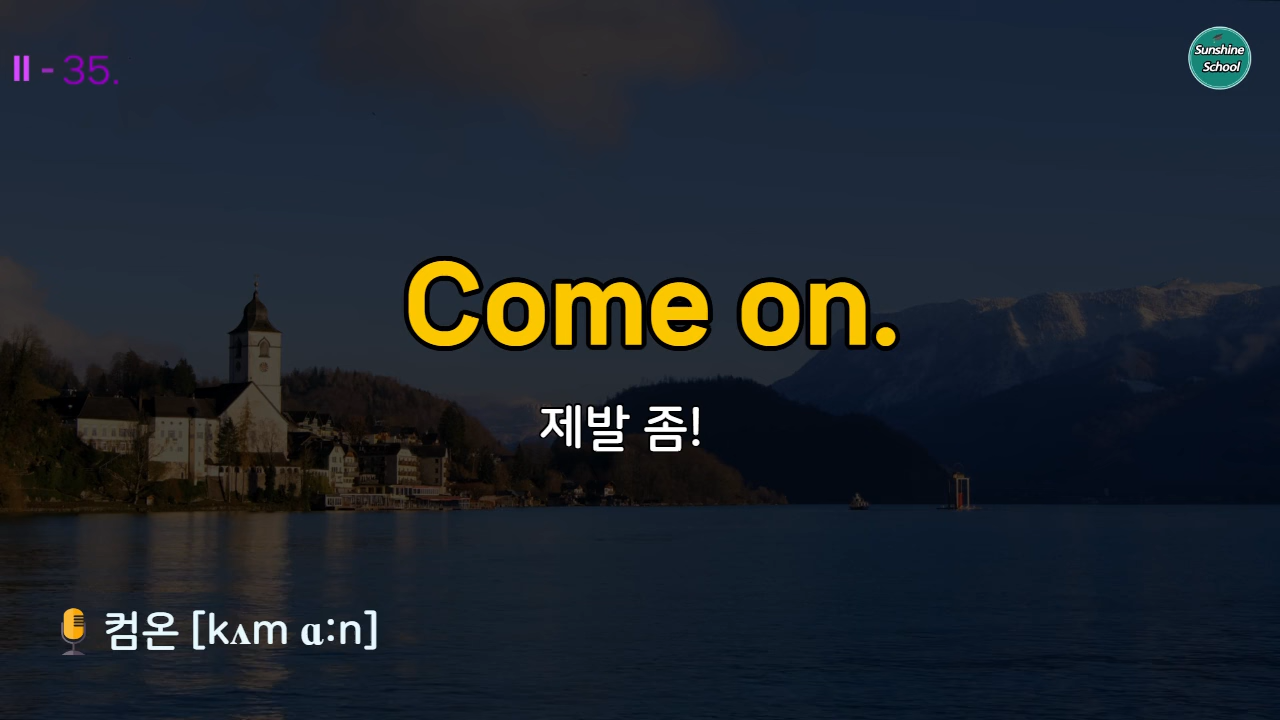 II - 35.
Sunshine
School
Come on.
제발 좀!
컴온 [kʌm ɑːn]